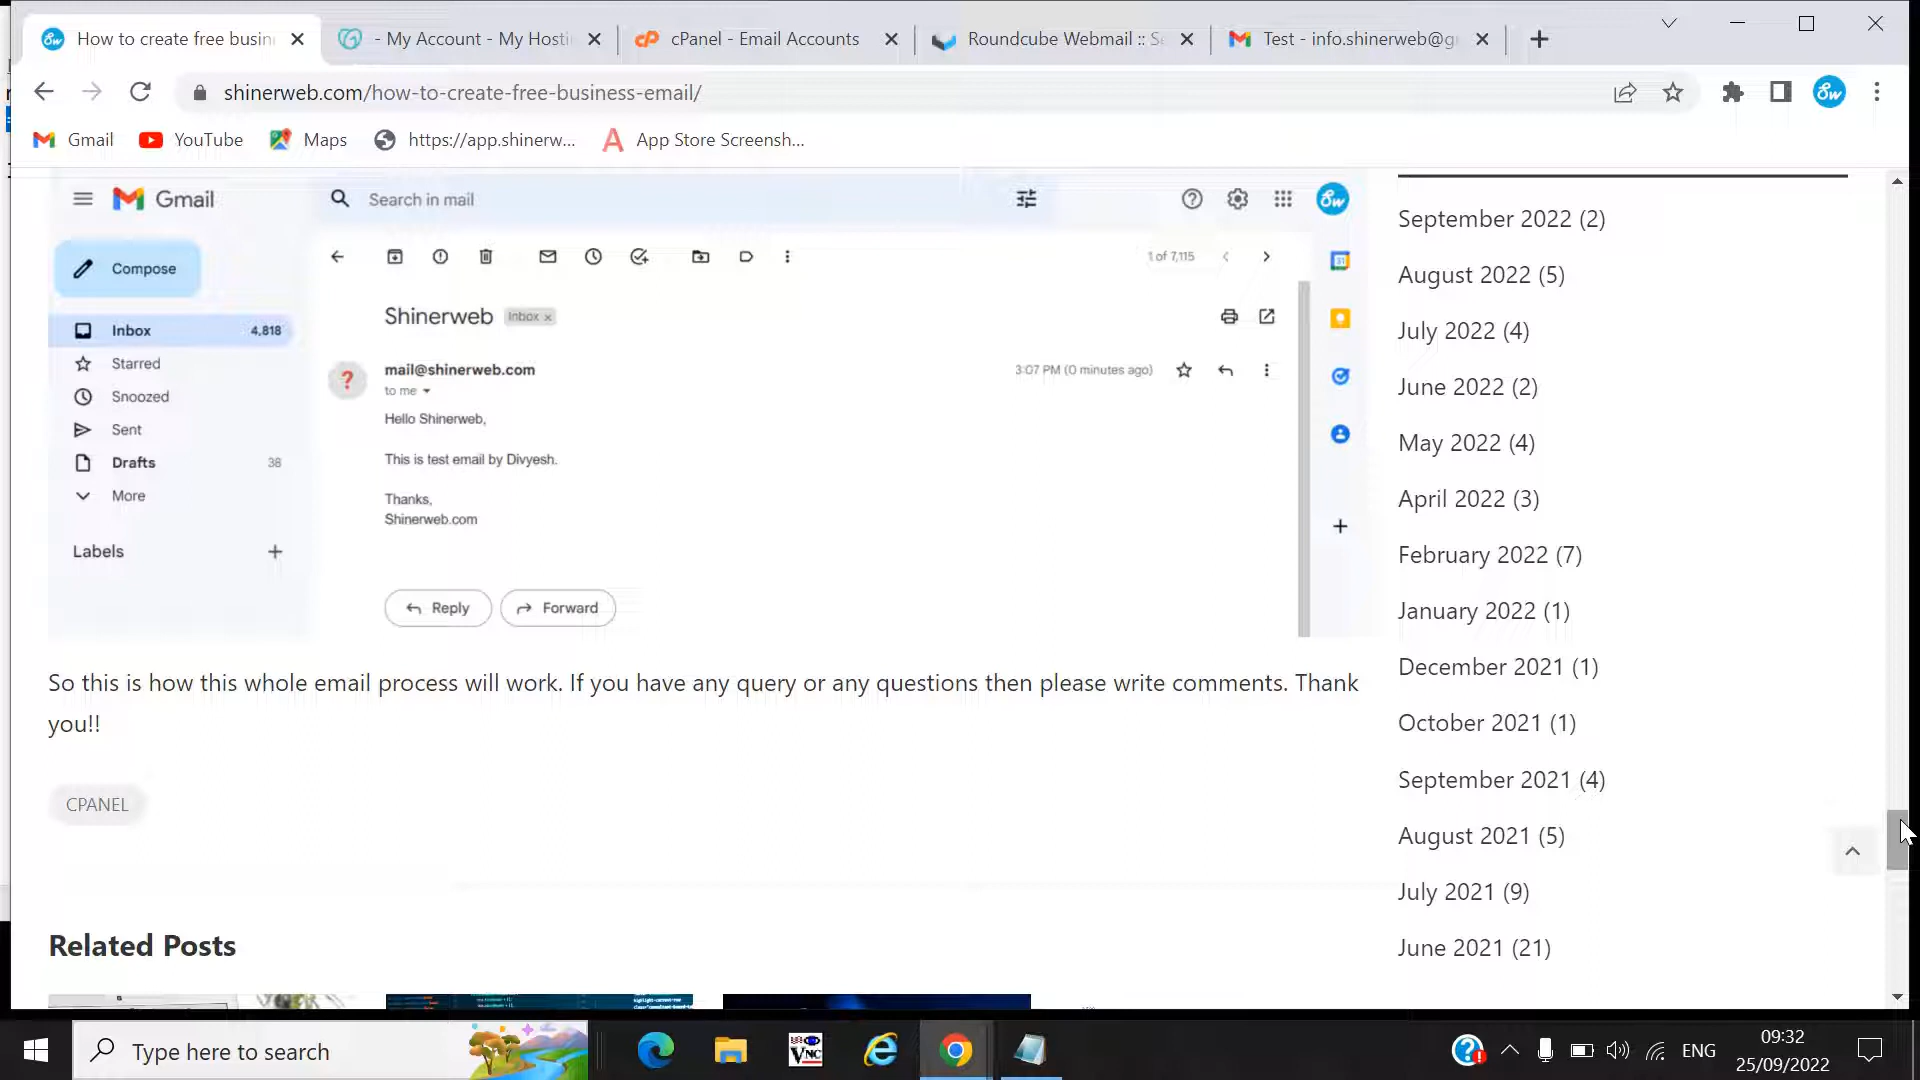 How to create free busin
- My Account - My Hosti
cPanel - Email Accounts
Roundcube Webmail :: S
Test - info.shinerweb@g
shinerweb.com/how-to-create-free-business-email/
Gmail
YouTube
Maps
https://app.shinerw...
App Store Screensh...
Gmail
Search in mail
Compose
1 of 7,115
Inbox
4,818
Starred
Snoozed
Sent
Drafts
38
More
Labels
Shinerweb
Inbox x
mail@shinerweb.com
3:07 PM (0 minutes ago)
to me
Hello Shinerweb,
This is test email by Divyesh.
Thanks,
Shinerweb.com
Reply
Forward
So this is how this whole email process will work. If you have any query or any questions then please write comments. Thank
you!!
CPANEL
Related Posts
September 2022 (2)
August 2022 (5)
July 2022 (4)
June 2022 (2)
May 2022 (4)
April 2022 (3)
February 2022 (7)
January 2022 (1)
December 2021 (1)
October 2021 (1)
September 2021 (4)
August 2021 (5)
July 2021 (9)
June 2021 (21)
Type here to search
VNC
ENG
09:32
25/09/2022